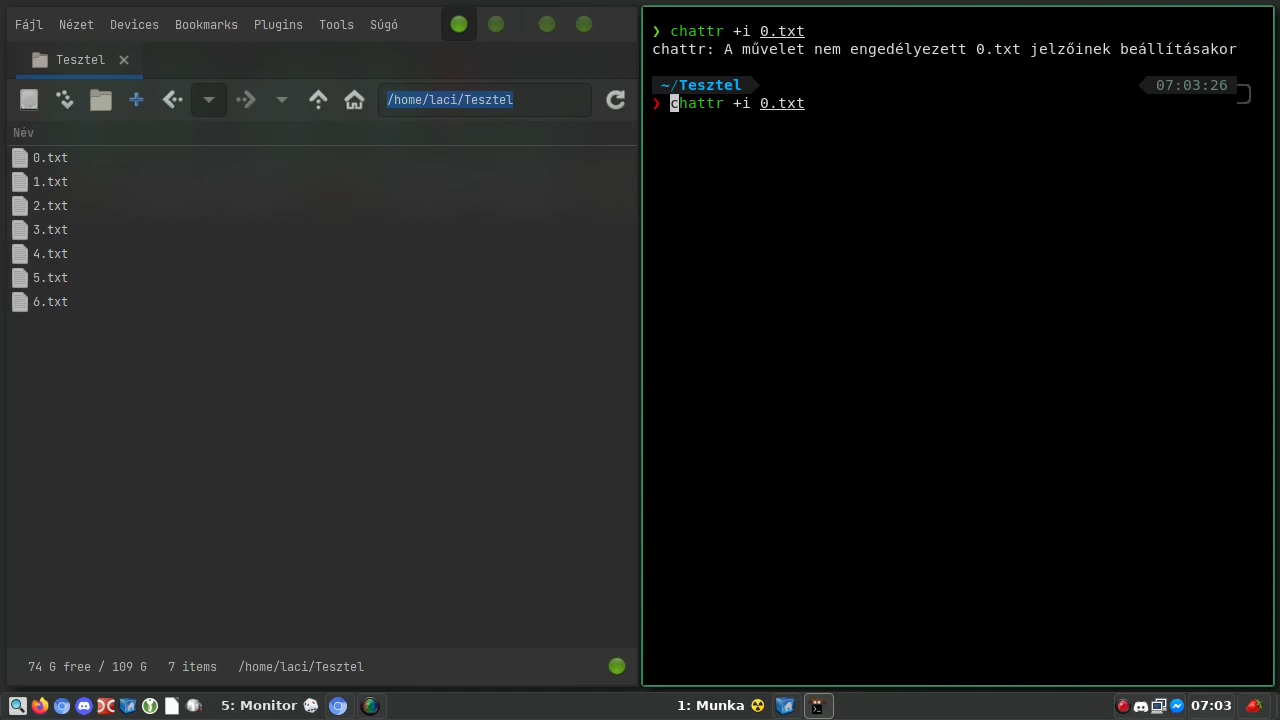 Fájl Nézet Devices Bookmarks Plugins Tools Súgó
Tesztel
/home/laci/Tesztel
Név
0.txt
1.txt
2.txt
3.txt
4.txt
5.txt
6.txt
74 G free / 109 G 7 items /home/laci/Tesztel
❯ chattr +i 0.txt
chattr: A művelet nem engedélyezett 0.txt jelzőinek beállításakor
~/Tesztel 07:03:26
❯ chattr +i 0.txt
5: Monitor 1: Munka 07:03